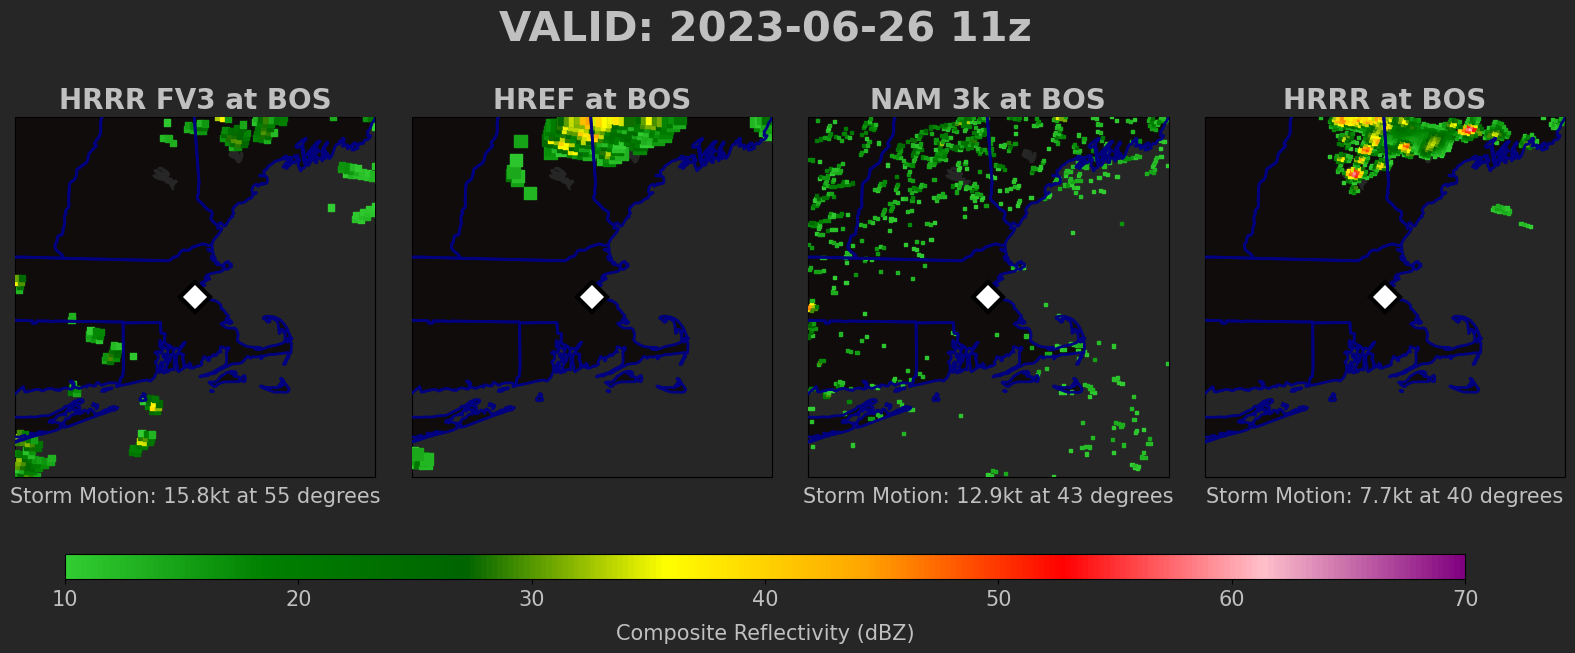 VALID: 2023-06-26 11z
HRRR FV3 at BOS
HREF at BOS
NAM 3k at BOS
HRRR at BOS
Storm Motion: 15.8kt at 55 degrees
Storm Motion: 12.9kt at 43 degrees
Storm Motion: 7.7kt at 40 degrees
10 20 30 40 50 60 70
Composite Reflectivity (dBZ)